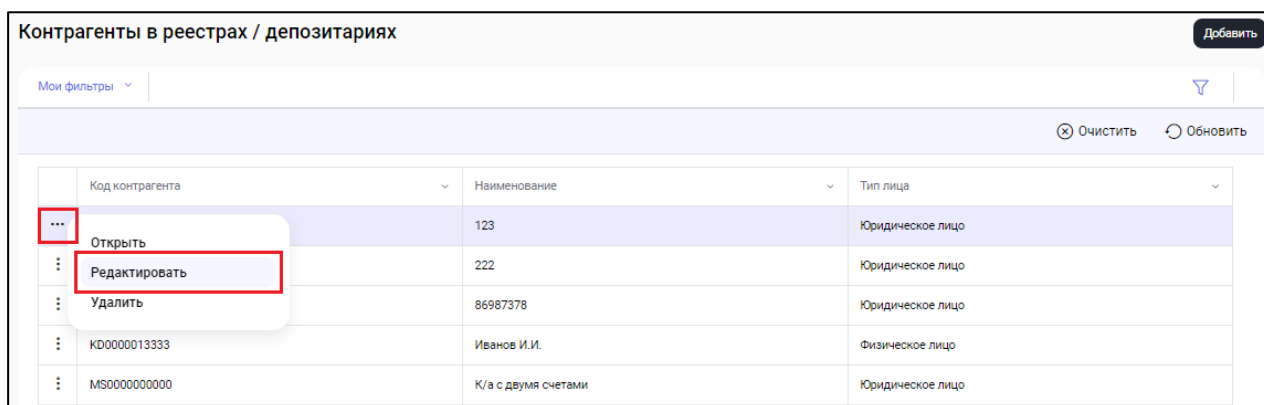 Контрагенты в реестрах / депозитариях
Добавить
Мои фильтры
Очистить Обновить
Код контрагента Наименование Тип лица
123 Юридическое лицо
Открыть
222 Юридическое лицо
Редактировать
86987378 Юридическое лицо
Удалить
KD0000013333 Иванов И.И. Физическое лицо
MS0000000000 К/а с двумя счетами Юридическое лицо